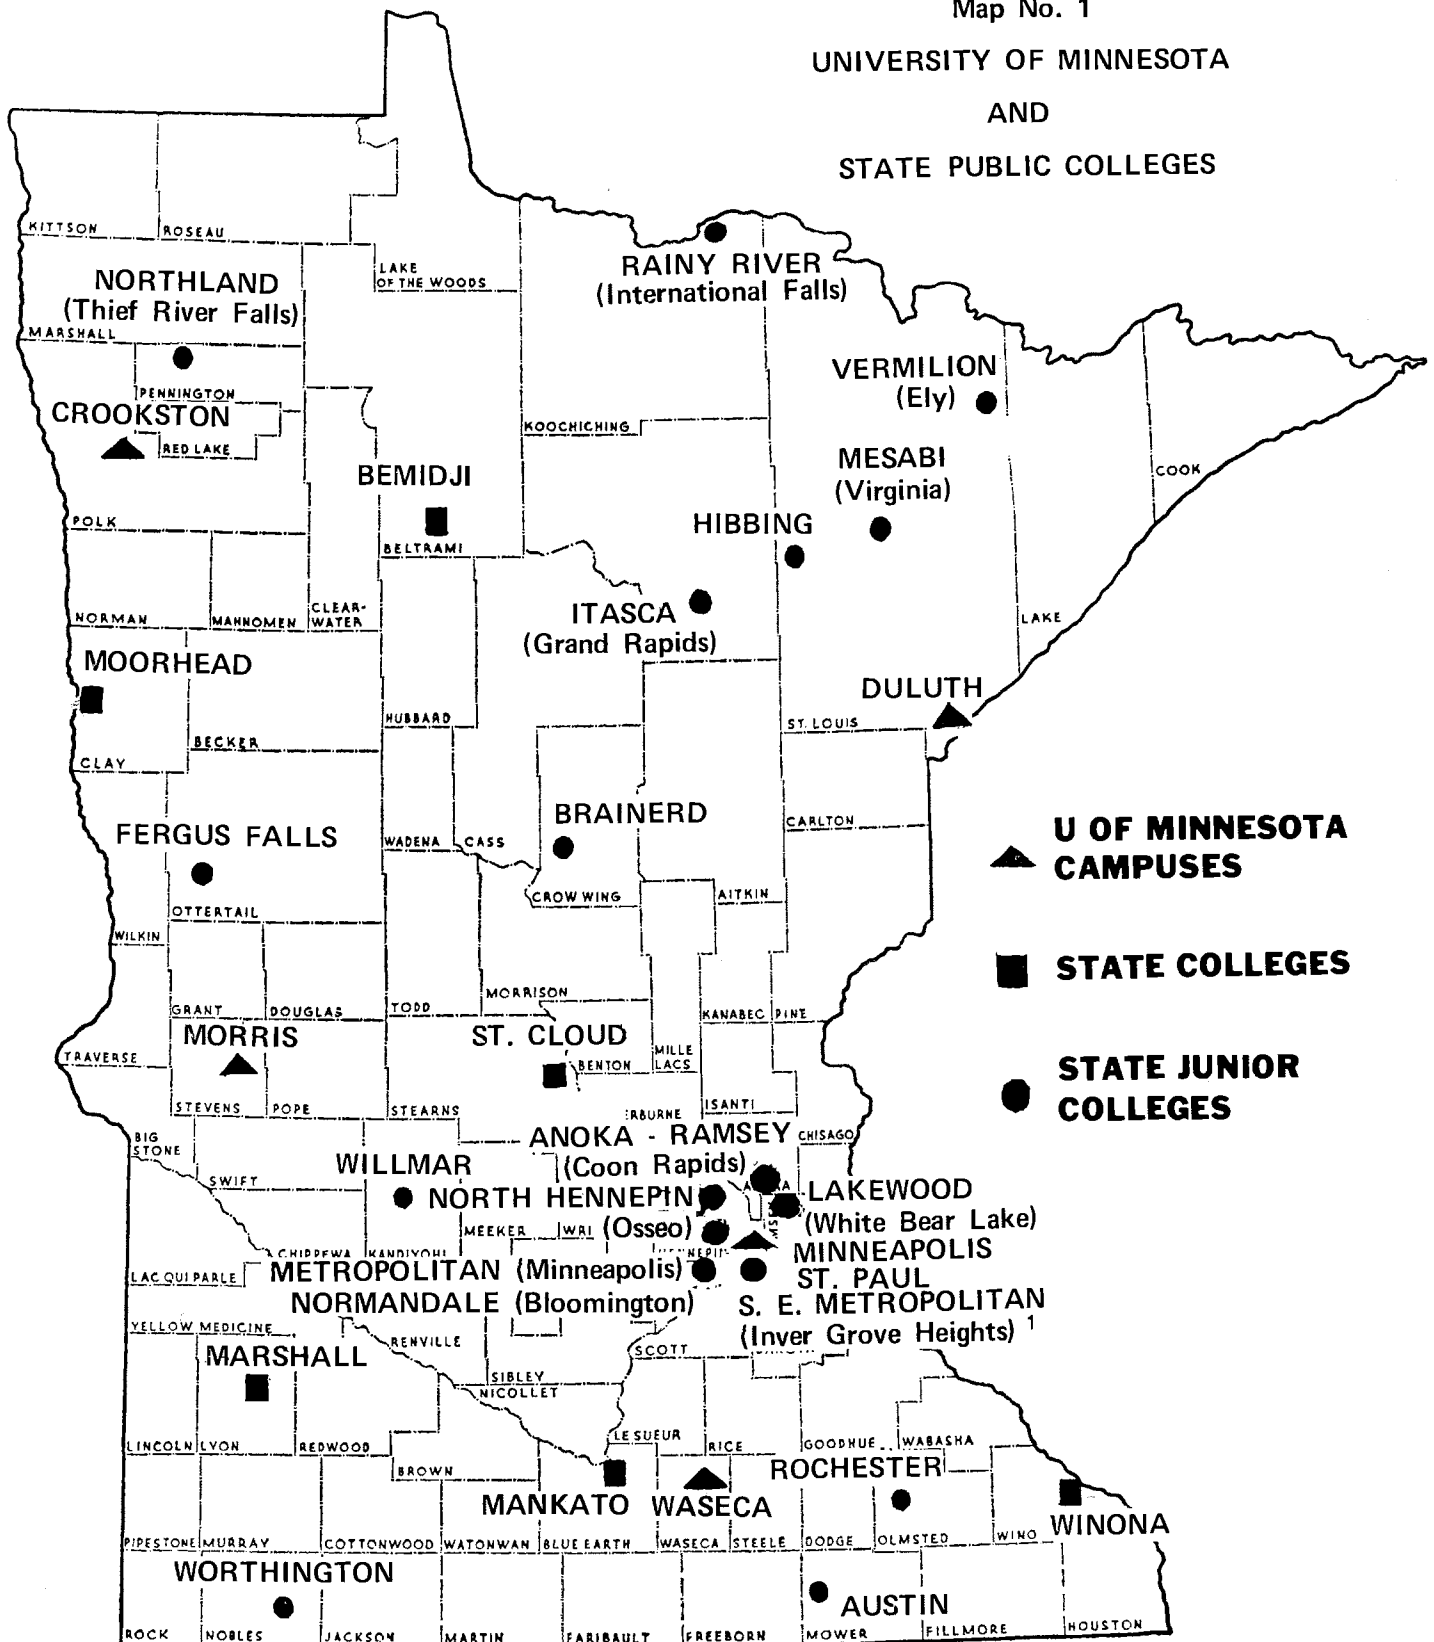 Map No. 1
UNIVERSITY OF MINNESOTA
AND
STATE PUBLIC COLLEGES
KITTSON
ROSEAU
LAKE
OF THE WOODS
NORTHLAND
(Thief River Falls)
RAINY RIVER
(International Falls)
MARSHALL
PENNINGTON
VERMILION
(Ely)
CROOKSTON
RED LAKE
KOOCHICHING
BEMIDJI
MESABI
(Virginia)
COOK
POLK
HIBBING
BELTRAMI
NORMAN
MAHNOMEN
CLEAR-
WATER
ITASCA
(Grand Rapids)
LAKE
MOORHEAD
DULUTH
HUBBARD
ST. LOUIS
BECKER
CLAY
BRAINERD
CARLTON
FERGUS FALLS
WADENA
CASS
U OF MINNESOTA
CAMPUSES
CROW WING
AITKIN
OTTERTAIL
WILKIN
STATE COLLEGES
MORRISON
GRANT
DOUGLAS
TODD
KANABEC
PINE
MORRIS
ST. CLOUD
TRAVERSE
BENTON
MILLE
LACS
STATE JUNIOR
COLLEGES
STEVENS
POPE
STEARNS
RBURNE
ISANTI
BIG
STONE
ANOKA - RAMSEY
(Coon Rapids)
CHISAGO
WILLMAR
SWIFT
NORTH HENNEPIN
(Osseo)
LAKEWOOD
(White Bear Lake)
MEEKER
WRI
CHIPPEWA
KANDIYOHI
MINNEAPOLIS
ST. PAUL
LAC QUI PARLE
METROPOLITAN (Minneapolis)
NORMANDALE (Bloomington)
S. E. METROPOLITAN
(Inver Grove Heights) 1
YELLOW MEDICINE
RENVILLE
SCOTT
MARSHALL
SIBLEY
NICOLLET
LINCOLN
LYON
REDWOOD
LE SUEUR
RICE
GOODHUE
WABASHA
BROWN
ROCHESTER
MANKATO
WASECA
WINONA
PIPESTONE
MURRAY
COTTONWOOD
WATONWAN
BLUE EARTH
WASECA
STEELE
DODGE
OLMSTED
WINO
WORTHINGTON
AUSTIN
ROCK
NOBLES
JACKSON
MARTIN
FARIBAULT
FREEBORN
MOWER
FILLMORE
HOUSTON